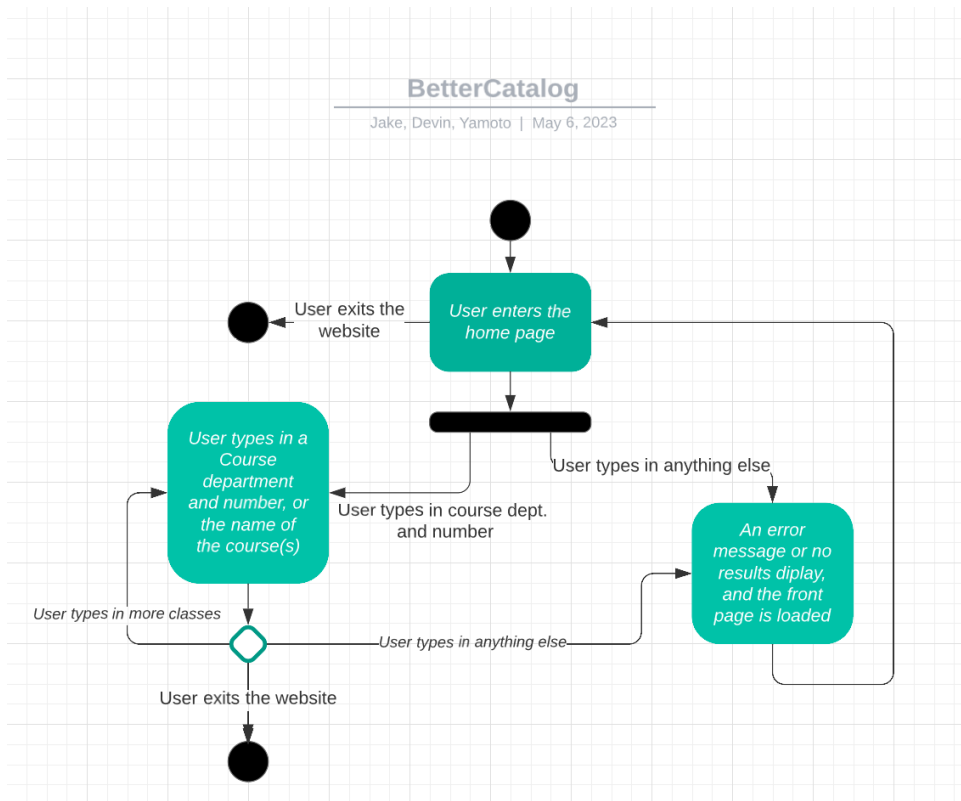 BetterCatalog
Jake, Devin, Yamoto | May 6, 2023
User enters the
home page
User exits the
website
User types in a
Course
department
and number, or
the name of
the course(s)
User types in anything else
User types in course dept.
and number
An error
message or no
results diplay,
and the front
page is loaded
User types in more classes
User types in anything else
User exits the website